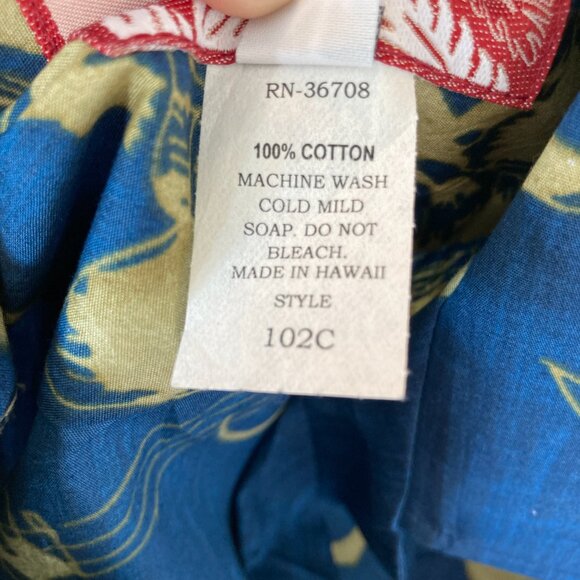 RN-36708
100% COTTON
MACHINE WASH
COLD MILD
SOAP. DO NOT
BLEACH.
MADE IN HAWAII
STYLE
102C